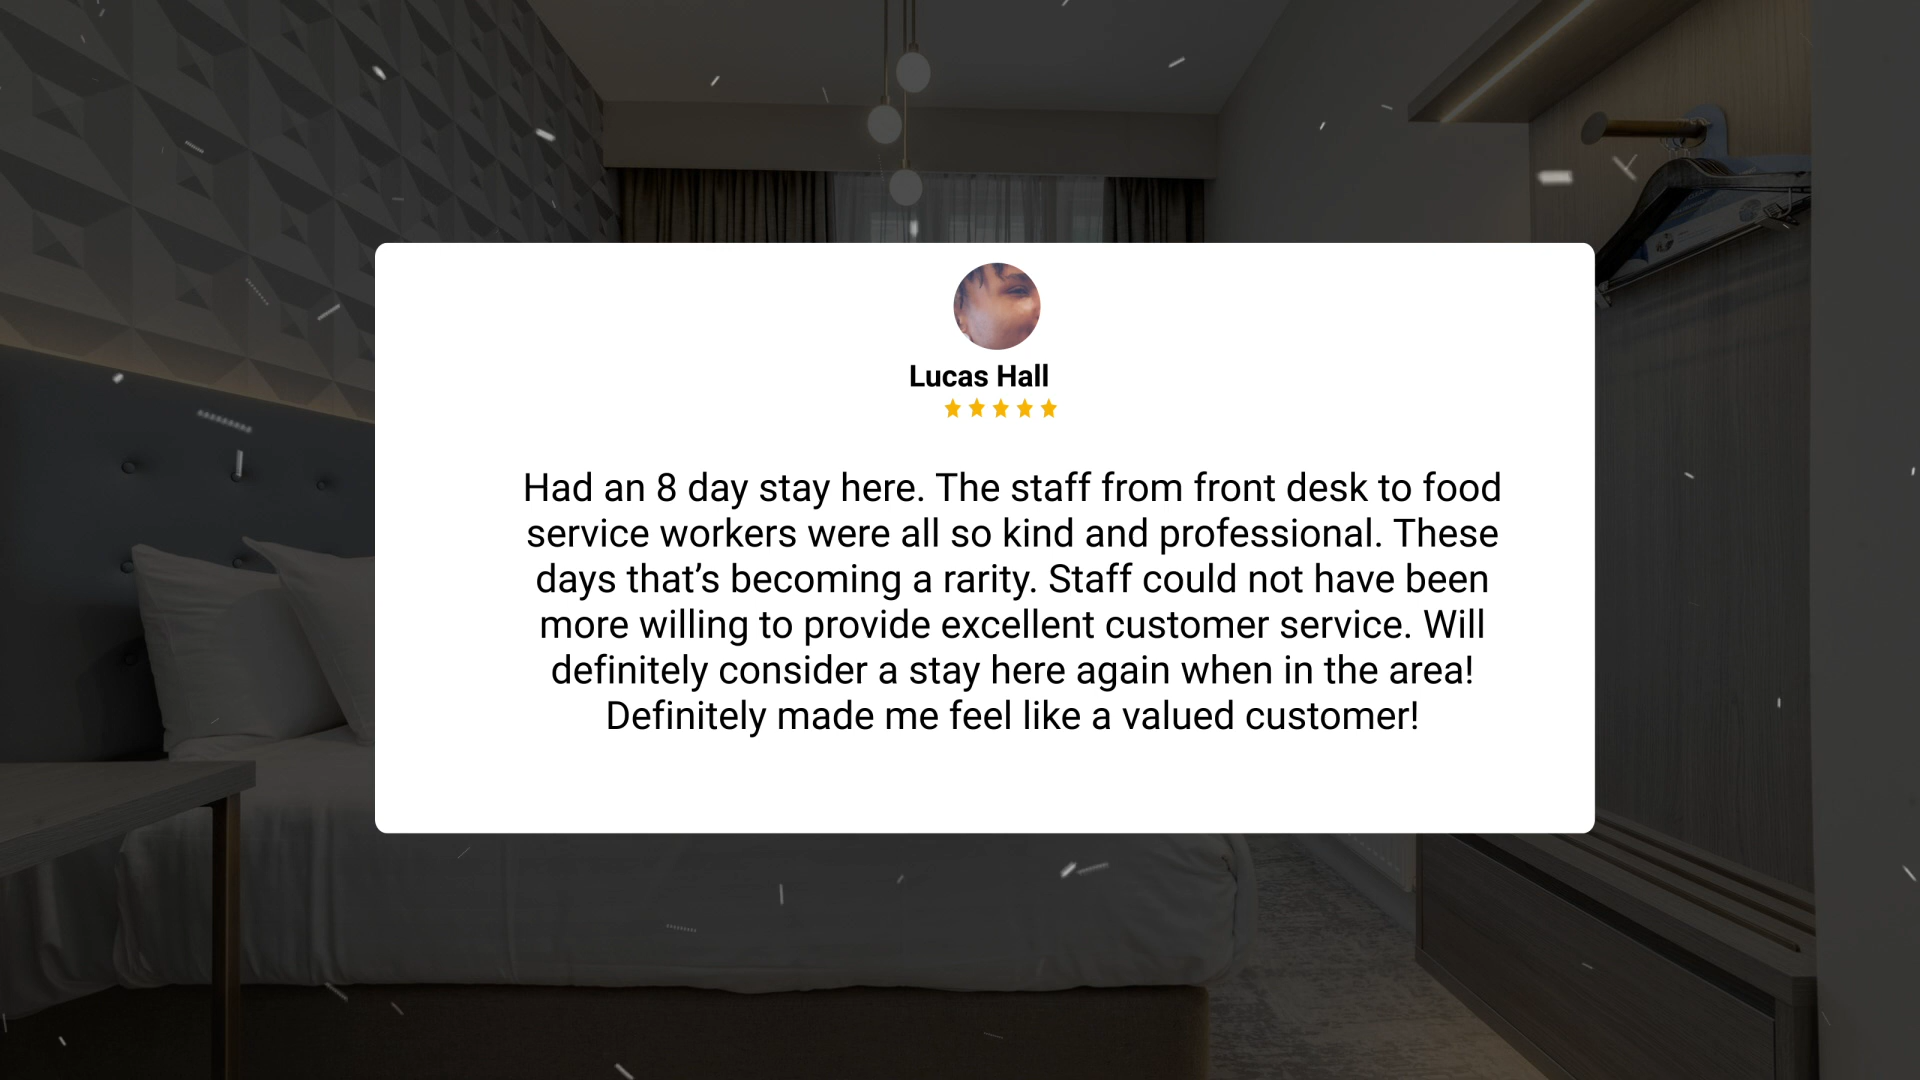 Lucas Hall
Had an 8 day stay here. The staff from front desk to food
service workers were all so kind and professional. These
days that’s becoming a rarity. Staff could not have been
more willing to provide excellent customer service. Will
definitely consider a stay here again when in the area!
Definitely made me feel like a valued customer!